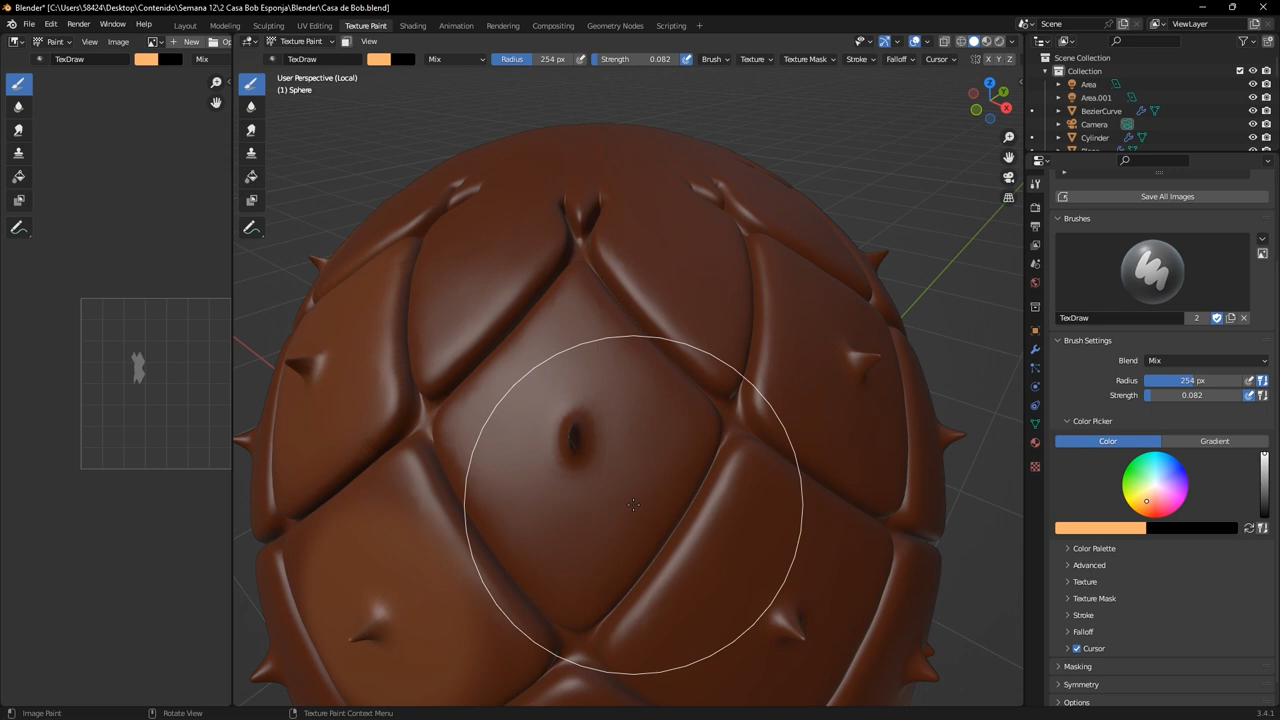 Blender* [C:\Users\58424\Desktop\Contenido\Semana 12\2 Casa Bob Esponja\Blender\Casa de Bob.blend]
File Edit Render Window Help Layout Modeling Sculpting UV Editing Texture Paint Shading Animation Rendering Compositing Geometry Nodes Scripting + Scene ViewLayer
Paint View Image New Op Texture Paint View
TexDraw Mix TexDraw Mix Radius 254 px Strength 0.082 Brush Texture Texture Mask Stroke Falloff Cursor X Y Z
User Perspective (Local)
(1) Sphere
Z
Y
X
Scene Collection
Collection
Area
Area.001
BezierCurve
Camera
Cylinder
Save All Images
Brushes
TexDraw 2
Brush Settings
Blend Mix
Radius 254 px
Strength 0.082
Color Picker
Color Gradient
Color Palette
Advanced
Texture
Texture Mask
Stroke
Falloff
Cursor
Masking
Symmetry
Options
Image Paint Rotate View Texture Paint Context Menu 3.4.1